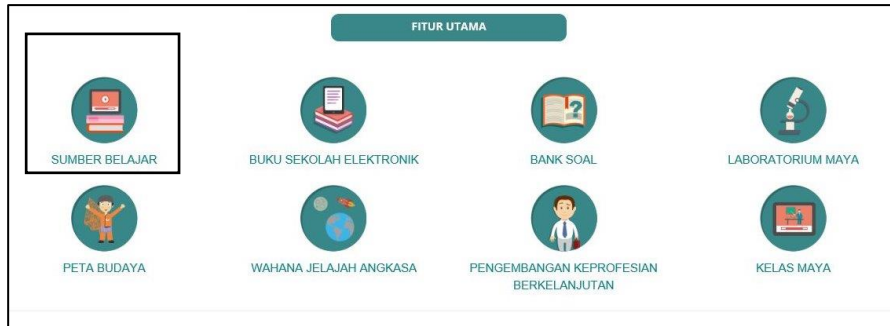 FITUR UTAMA
SUMBER BELAJAR
BUKU SEKOLAH ELEKTRONIK
BANK SOAL
LABORATORIUM MAYA
PETA BUDAYA
WAHANA JELAJAH ANGKASA
PENGEMBANGAN KEPROFESIAN
BERKELANJUTAN
KELAS MAYA